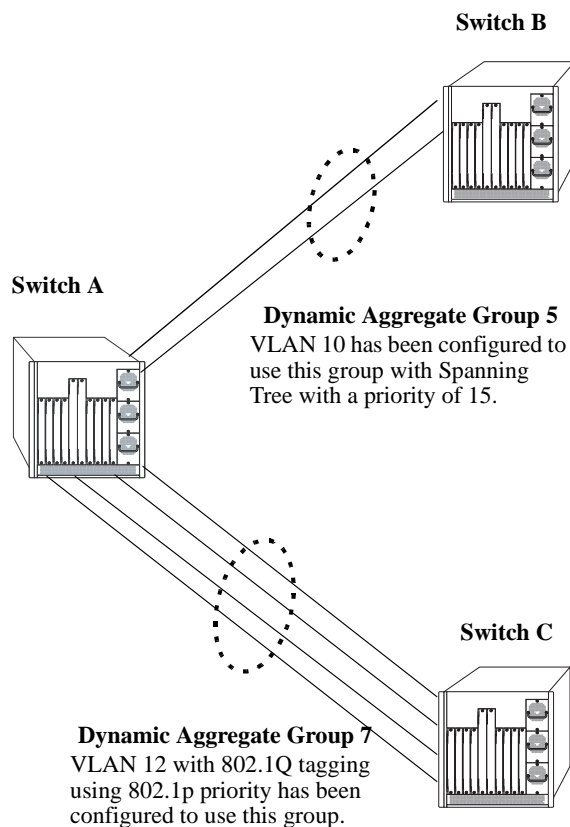 Switch B
Switch A
Dynamic Aggregate Group 5
VLAN 10 has been configured to
use this group with Spanning
Tree with a priority of 15.
Switch C
Dynamic Aggregate Group 7
VLAN 12 with 802.1Q tagging
using 802.1p priority has been
configured to use this group.